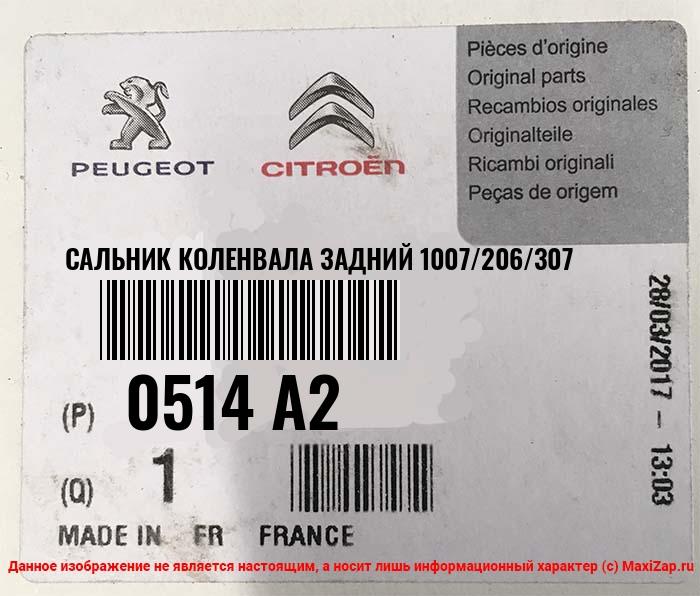 Pièces d'origine
Original parts
Recambios originales
Originalteile
Ricambi originali
Peças de origem
PEUGEOT
CITROËN
САЛЬНИК КОЛЕНВАЛА ЗАДНИЙ 1007/206/307
28/03/2017 - 13:03
(P) 0514 A2
(Q) 1
MADE IN FR FRANCE
Данное изображение не является настоящим, а носит лишь информационный характер (с) MaxiZap.ru